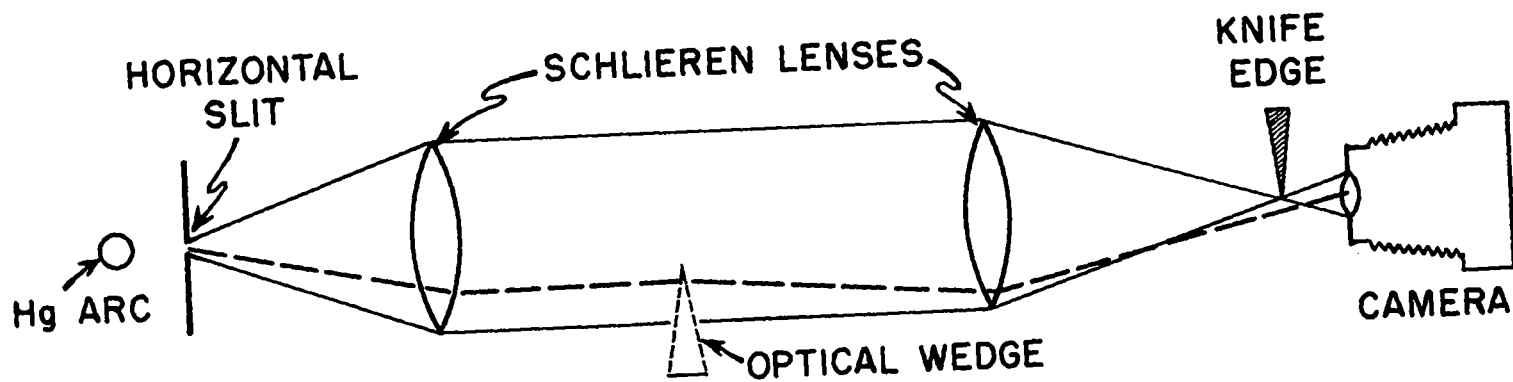 HORIZONTAL
SLIT
SCHLIEREN LENSES
KNIFE
EDGE
Hg ARC
OPTICAL WEDGE
CAMERA